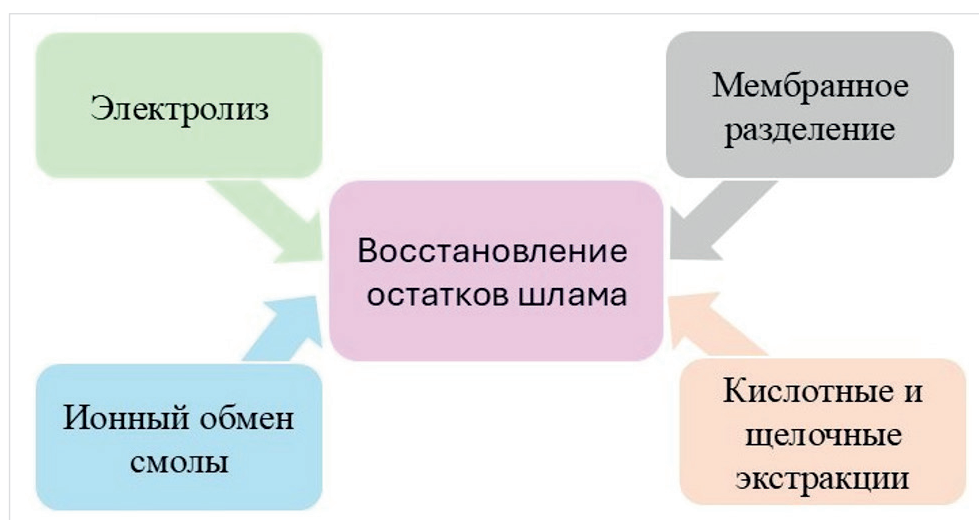 Электролиз
Мембранное
разделение
Восстановление
остатков шлама
Ионный обмен
смолы
Кислотные и
щелочные
экстракции